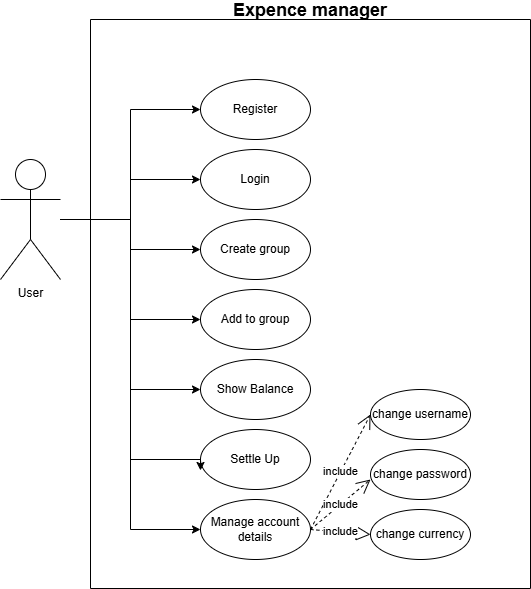 Expence manager
Register
Login
Create group
User
Add to group
Show Balance
change username
Settle Up
include
change password
include
Manage account
details
include
change currency